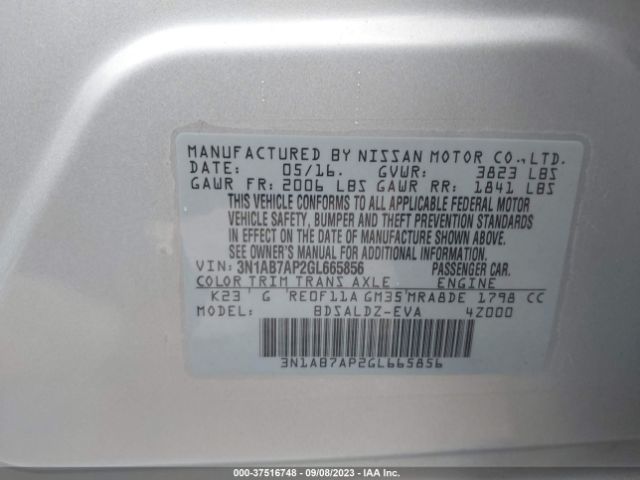 MANUFACTURED BY NISSAN MOTOR CO., LTD.
DATE: 05/16. GVWR: 3823 LBS
GAWR FR: 2006 LBS GAWR RR: 1841 LBS
THIS VEHICLE CONFORMS TO ALL APPLICABLE FEDERAL MOTOR
VEHICLE SAFETY, BUMPER AND THEFT PREVENTION STANDARDS
IN EFFECT ON THE DATE OF MANUFACTURE SHOWN ABOVE.
SEE OWNER'S MANUAL FOR ADDITIONAL INFORMATION
VIN: 3N1AB7AP2GL665856 PASSENGER CAR.
COLOR TRIM TRANS AXLE ENGINE
K23 G RE0F11A GM35 MRA8DE 1798 CC
MODEL: BDSALDZ-EVA 4Z000
3N1AB7AP2GL665856
000-37516748 - 09/08/2023 - IAA Inc.